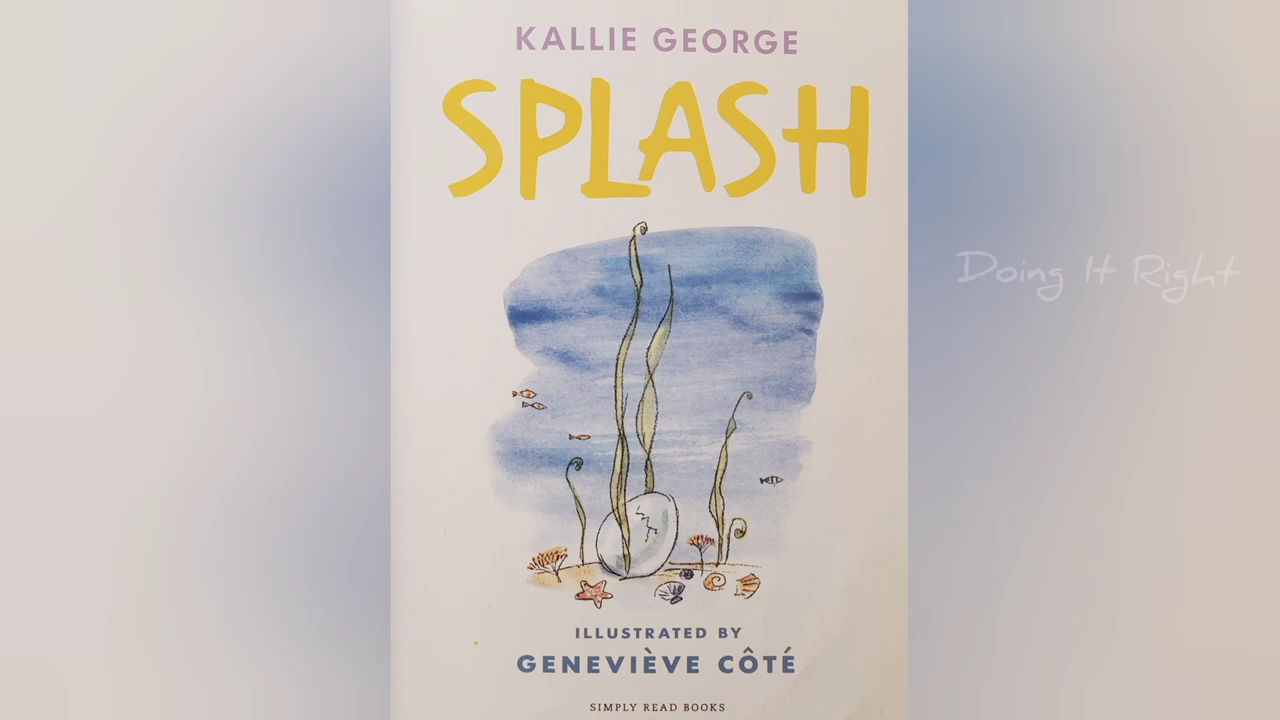 KALLIE GEORGE
SPLASH
Doing It Right
ILLUSTRATED BY
GENEVIÈVE CÔTÉ
SIMPLY READ BOOKS